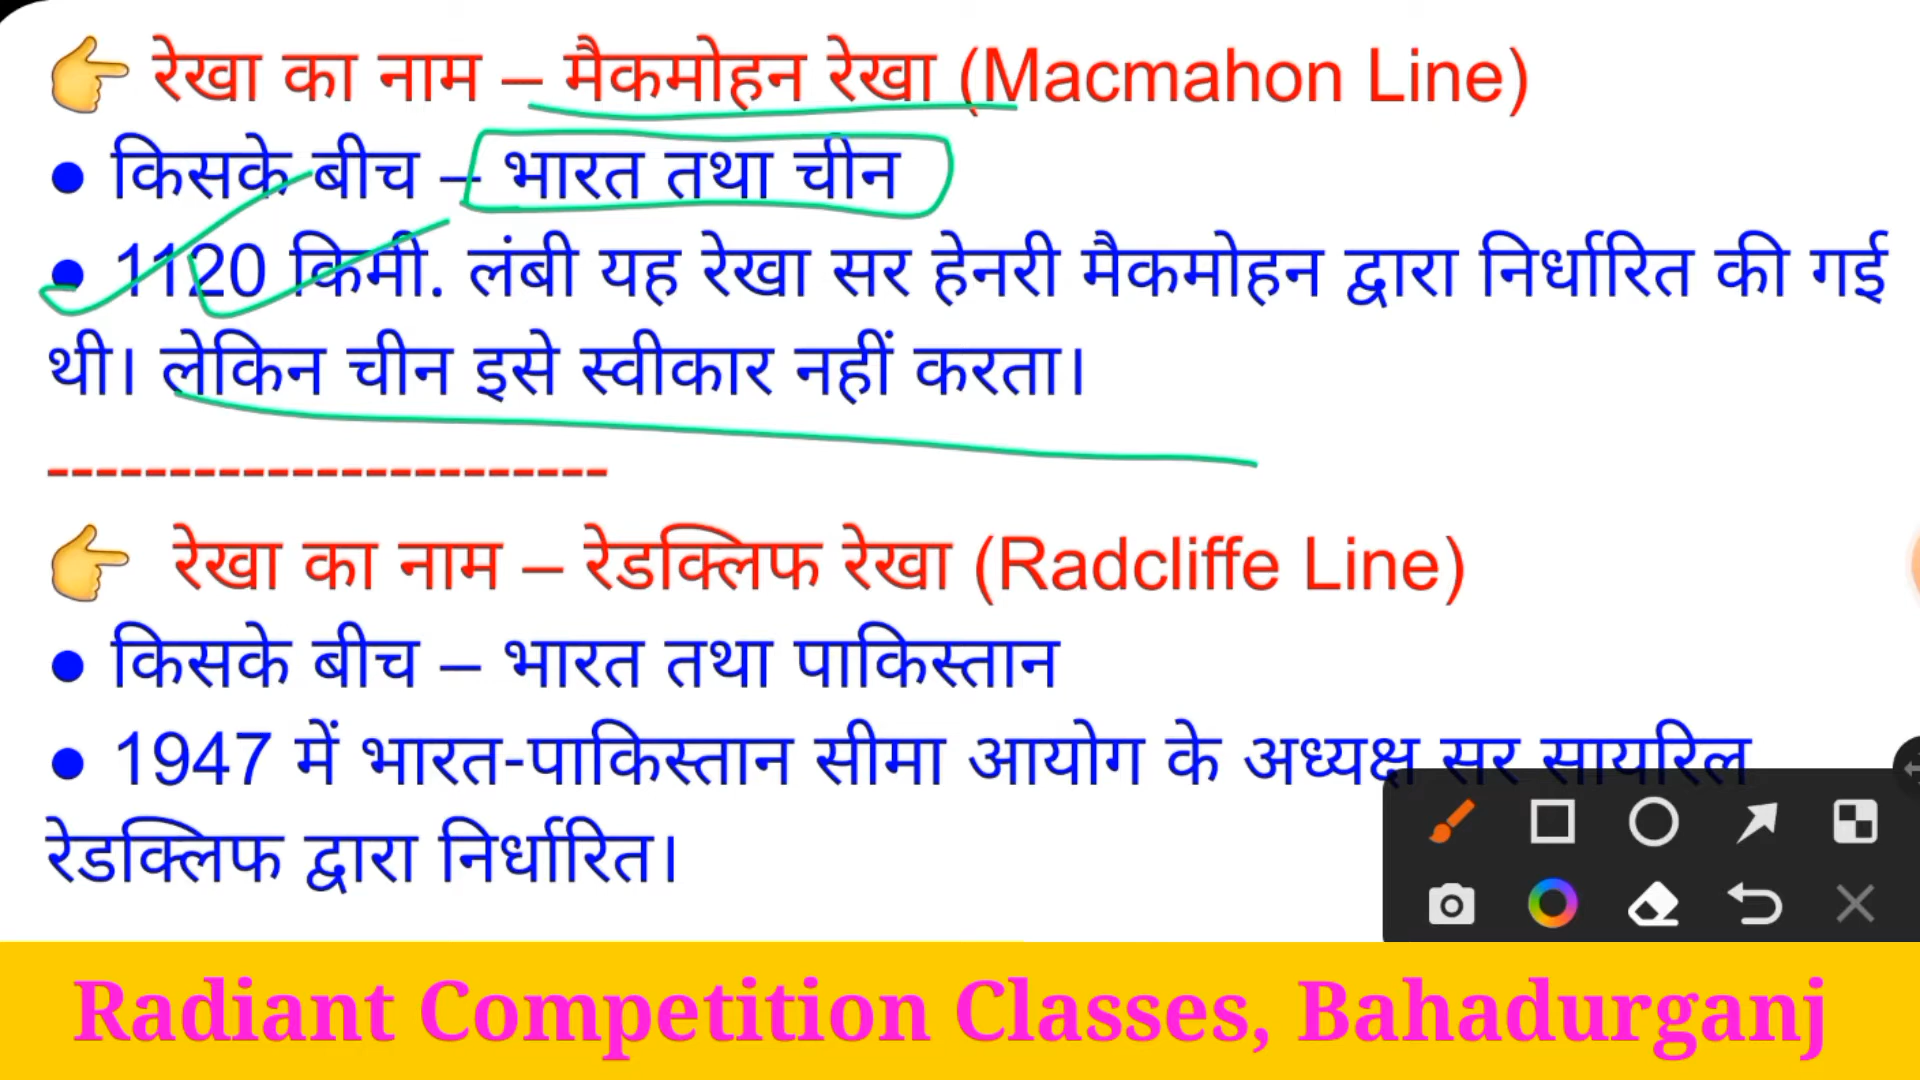 👉 रेखा का नाम – मैकमोहन रेखा (Macmahon Line)
● किसके बीच – भारत तथा चीन
● 1120 किमी. लंबी यह रेखा सर हेनरी मैकमोहन द्वारा निर्धारित की गई
थी। लेकिन चीन इसे स्वीकार नहीं करता।
-----------------------
👉 रेखा का नाम – रेडक्लिफ रेखा (Radcliffe Line)
● किसके बीच – भारत तथा पाकिस्तान
● 1947 में भारत-पाकिस्तान सीमा आयोग के अध्यक्ष सर सायरिल
रेडक्लिफ द्वारा निर्धारित।
Radiant Competition Classes, Bahadurganj